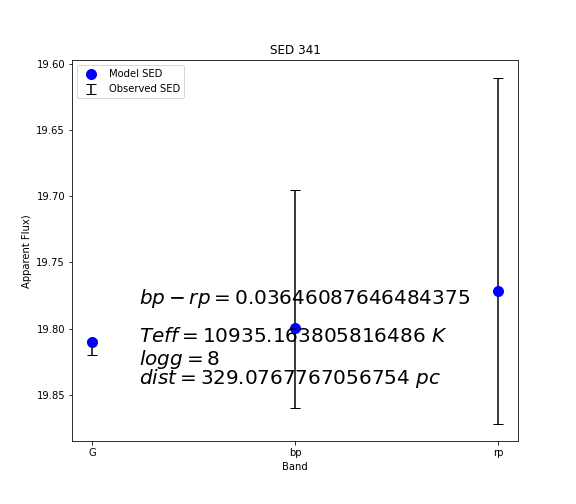 SED 341
19.60
Model SED
Observed SED
19.65
19.70
19.75
19.80
19.85
Apparent Flux)
bp − rp = 0.03646087646484375
Teff = 10935.163805816486 K
logg = 8
dist = 329.0767767056754 pc
G
bp
rp
Band